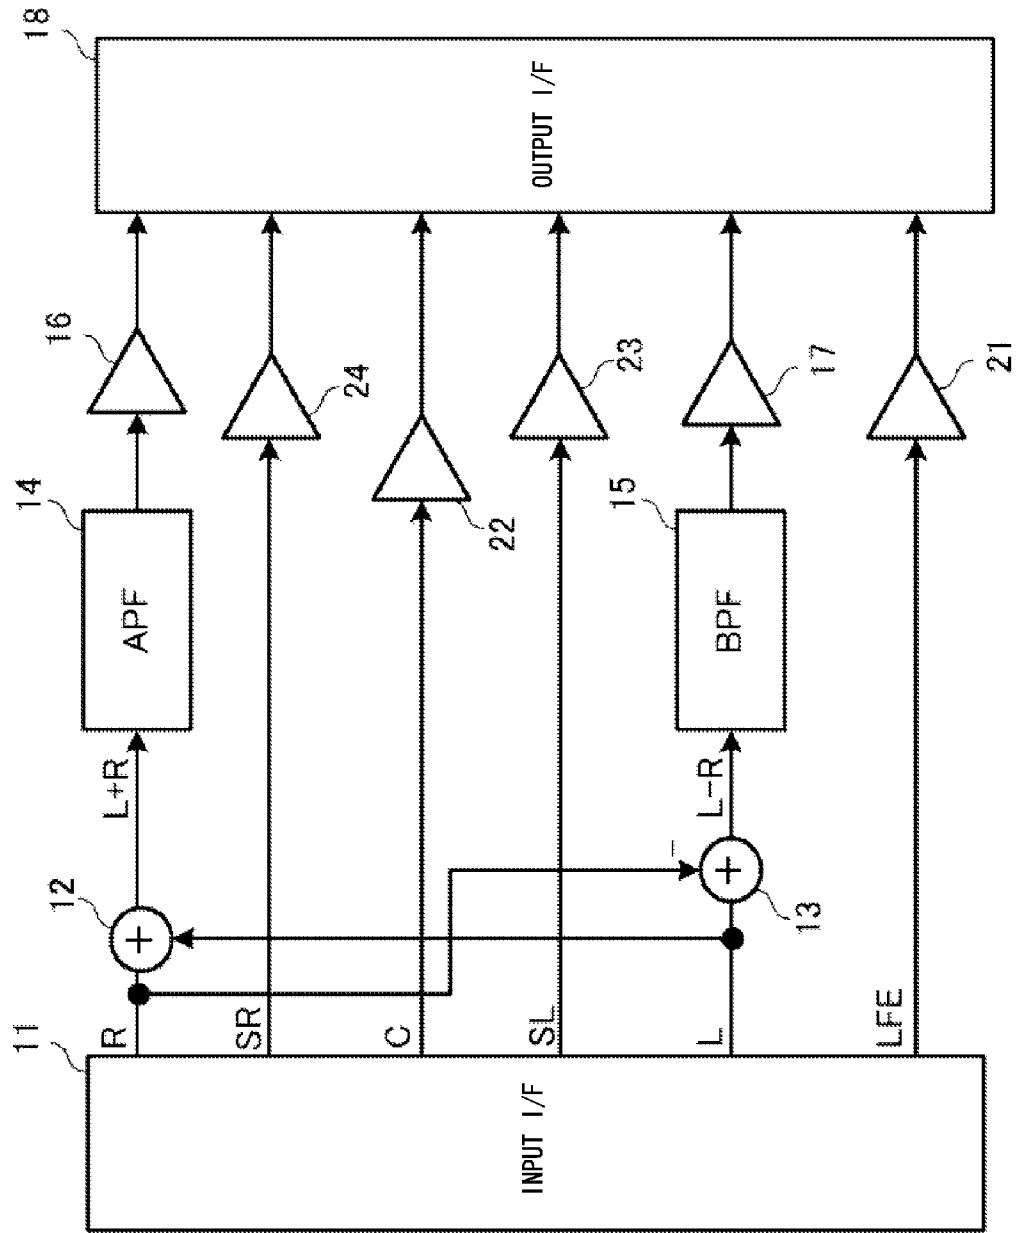 11
INPUT I/F
R
SR
C
SL
L
LFE
12
L+R
+
13
L−R
+
−
14
APF
15
BPF
16
24
22
23
17
21
18
OUTPUT I/F